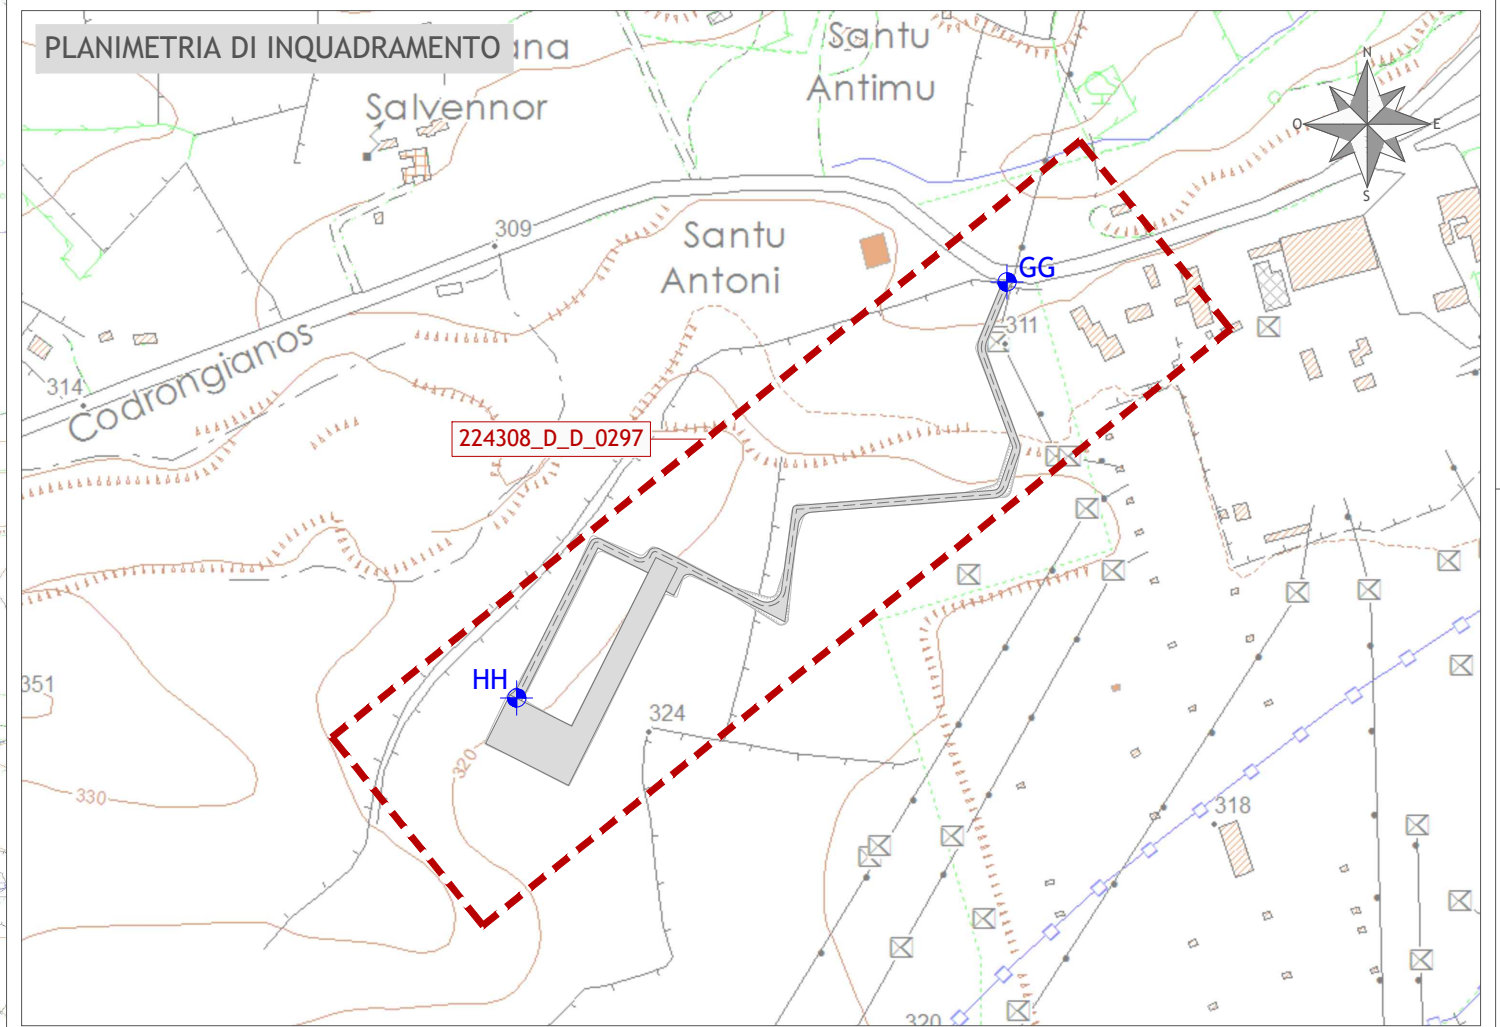 PLANIMETRIA DI INQUADRAMENTO
ana
Santu
Antimu
Salvennor
N
O
E
S
309
Santu
Antoni
GG
311
Codrongianos
314
224308_D_D_0297
HH
351
324
320
330
318
320